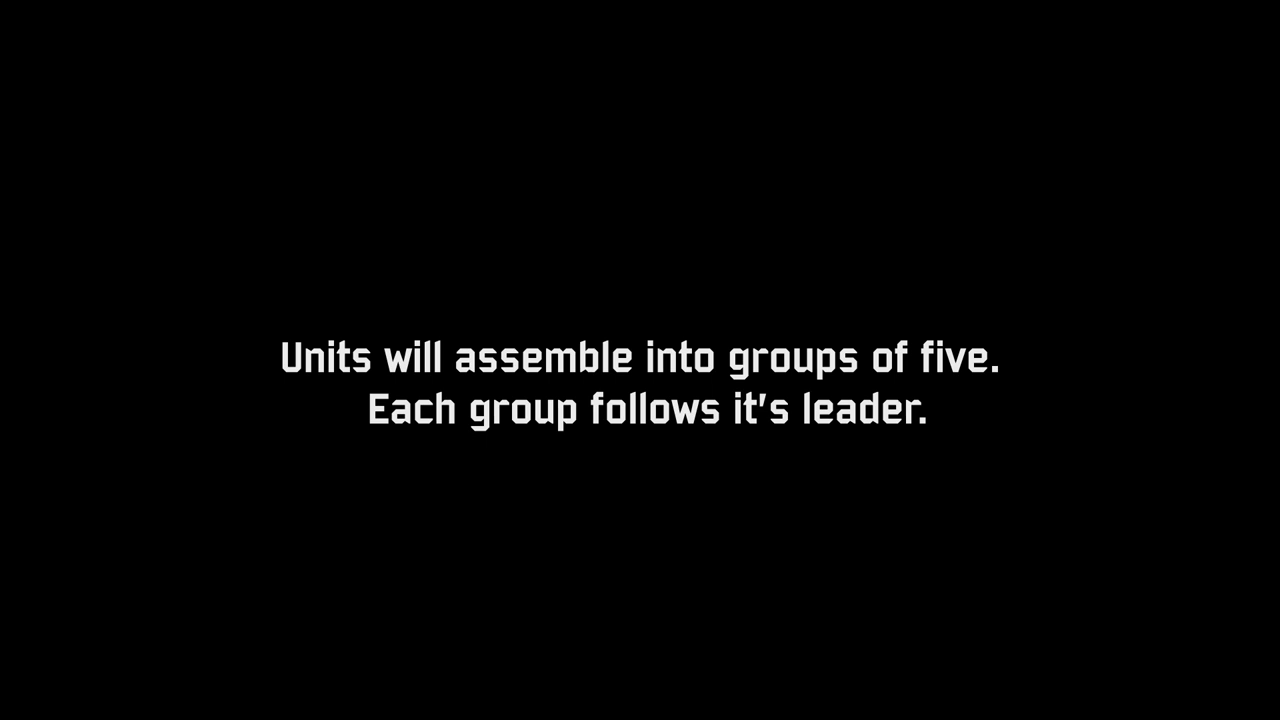 Units will assemble into groups of five.
Each group follows it's leader.